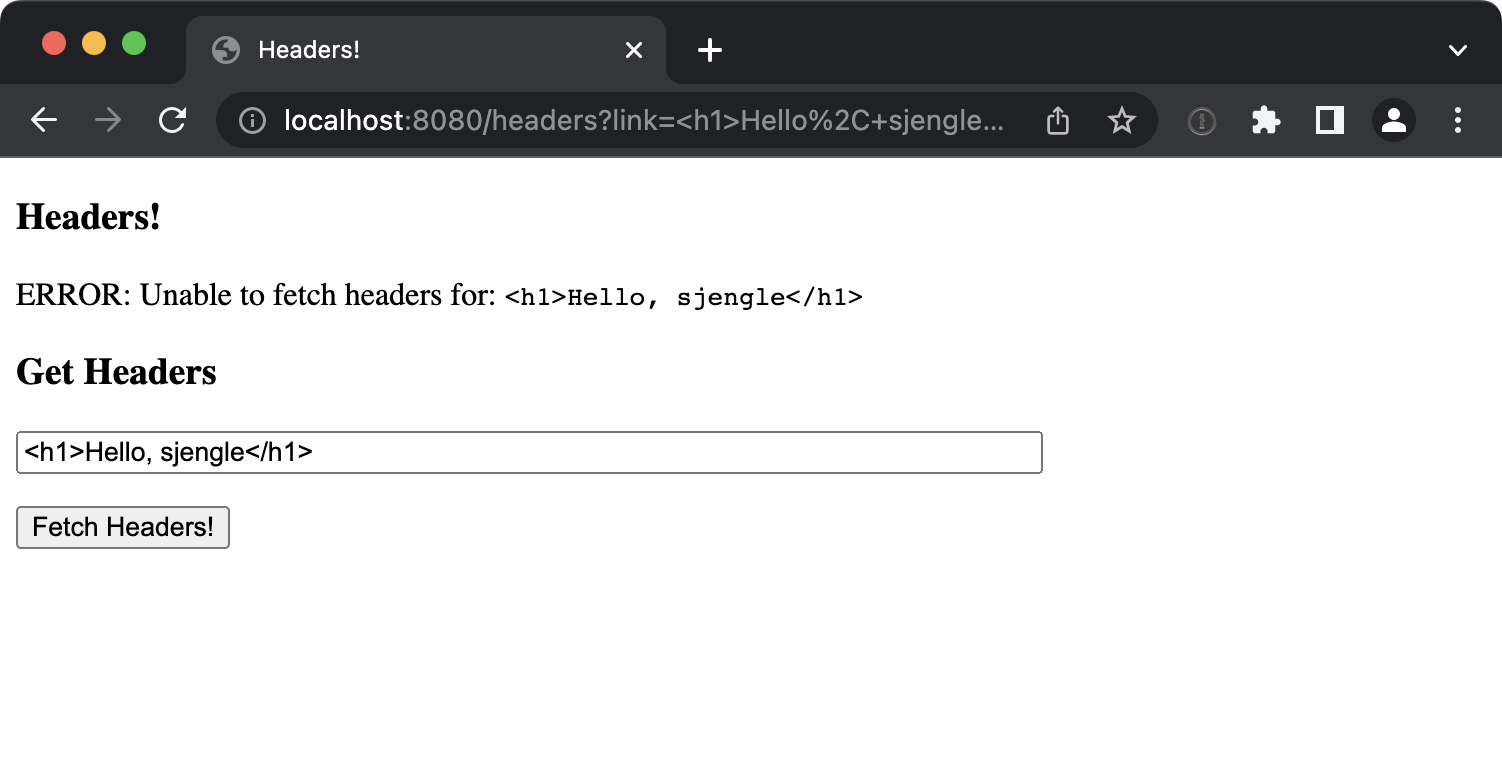 Headers!
localhost:8080/headers?link=<h1>Hello%2C+sjengle...
Headers!
ERROR: Unable to fetch headers for: <h1>Hello, sjengle</h1>
Get Headers
<h1>Hello, sjengle</h1>
Fetch Headers!